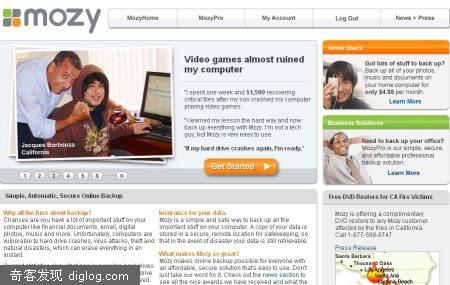 mozy
MozyHome
MozyPro
My Account
Log Out
News + Press
Video games almost ruined
my computer
"I spent one week and $1,500 recovering
critical files after my son crashed my computer
playing video games.
"I learned the lesson the hard way and now
back up everything with Mozy. I'm not a tech
guy, but Mozy is very easy to use.
"If my hard drive crashes again, I'm ready."
Get Started
Jacques Borbouza
California
1 2 3 4 5 6
Home Users
Got lots of stuff to back up?
Back up all of your photos,
music and documents on
your home computer for
only $4.95 per month.
Learn More
Business Solutions
Need to back up your office?
MozyPro is our simple, secure,
and affordable professional
backup solution.
Learn More
Simple, Automatic, Secure Online Backup
Why all the fuss about backup?
Chances are you have a lot of important stuff on your
computer like financial documents, email, digital
photos, music and more. Unfortunately, computers are
vulnerable to hard drive crashes, virus attacks, theft and
natural disasters, which can erase everything in an
instant.
Insurance for your data.
Mozy is a simple and safe way to back up all the
important stuff on your computer. A copy of your data is
stored in a secure, remote location for safekeeping, so
that in the event of disaster your data is still retrievable.
What makes Mozy so great?
Mozy makes online backup possible for everyone with
an affordable, secure solution that's easy to use. Don't
just take our word for it. Check out the news section to
see all the nice awards we have received and what the
Free DVD Restore for CA Fire Victims
Mozy is offering a complimentary
DVD restore to any Mozy customer
affected by the fires in California.
Call 1-877-588-8747.
Press Release
Santa Barbara
Thousand Oaks
Los Angeles
Santa Ana
奇客发现 diglog.com